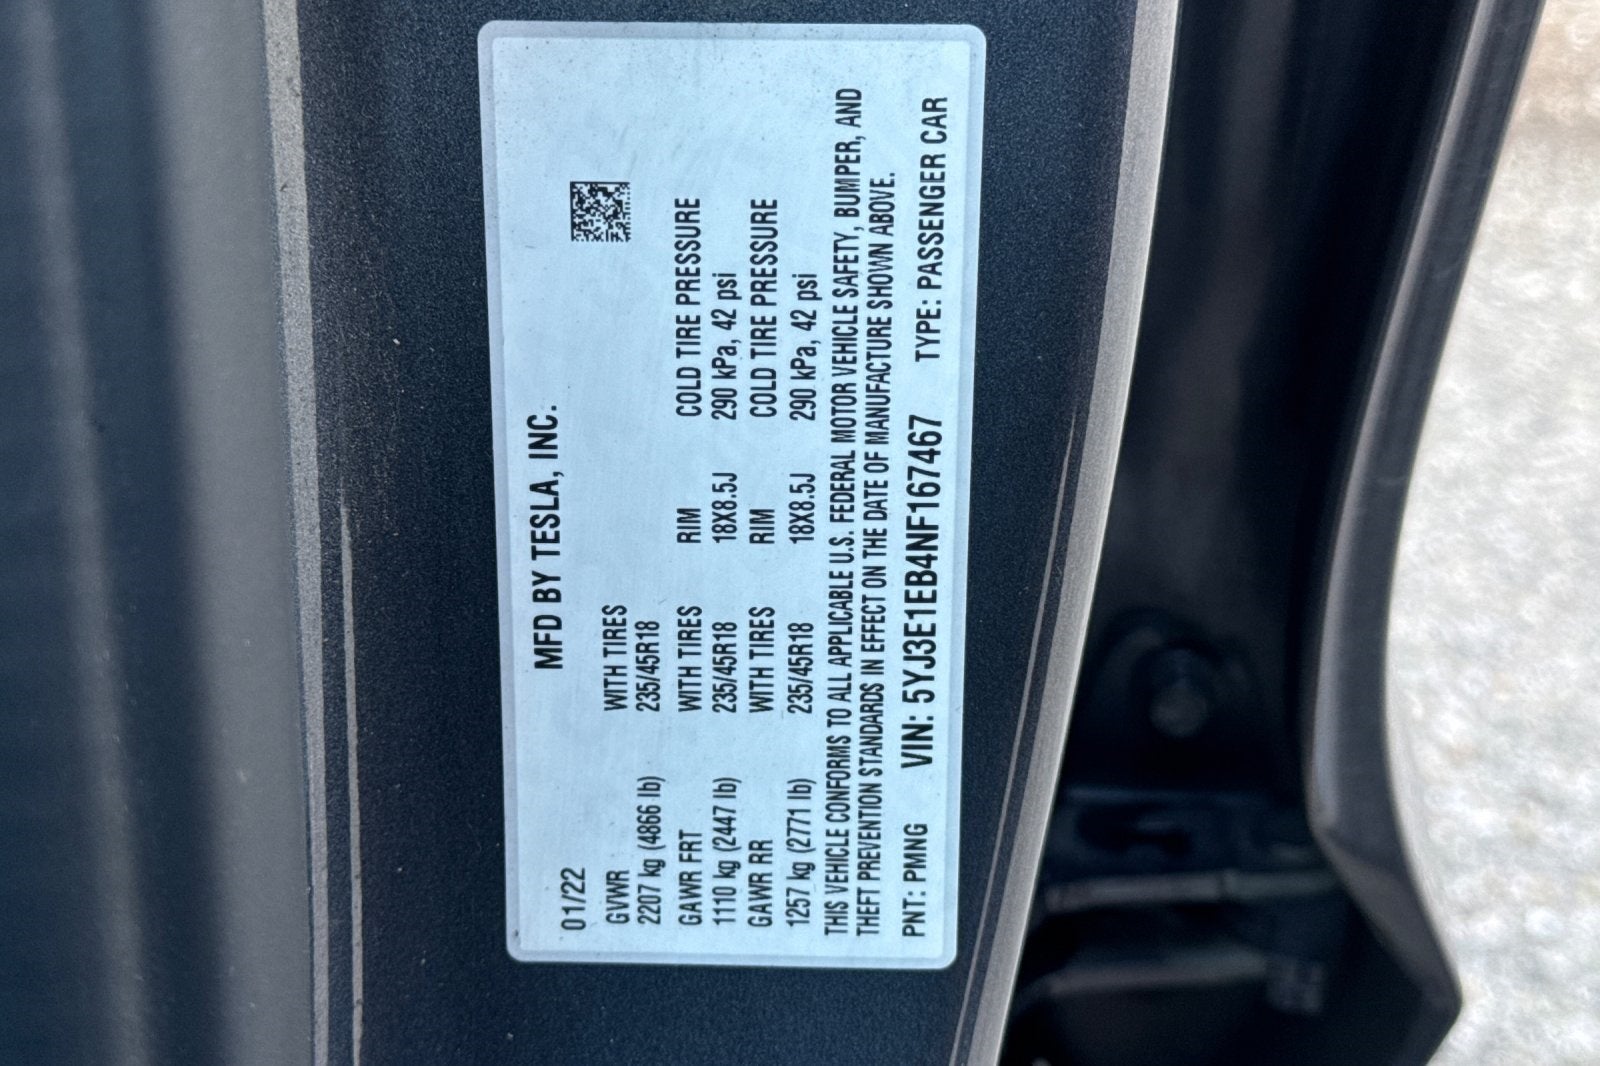 MFD BY TESLA, INC.
01/22
GVWR WITH TIRES
2207 kg (4866 lb) 235/45R18
GAWR FRT WITH TIRES RIM COLD TIRE PRESSURE
1110 kg (2447 lb) 235/45R18 18X8.5J 290 kPa, 42 psi
GAWR RR WITH TIRES RIM COLD TIRE PRESSURE
1257 kg (2771 lb) 235/45R18 18X8.5J 290 kPa, 42 psi
THIS VEHICLE CONFORMS TO ALL APPLICABLE U.S. FEDERAL MOTOR VEHICLE SAFETY, BUMPER, AND
THEFT PREVENTION STANDARDS IN EFFECT ON THE DATE OF MANUFACTURE SHOWN ABOVE.
PNT: PMNG VIN: 5YJ3E1EB4NF167467 TYPE: PASSENGER CAR